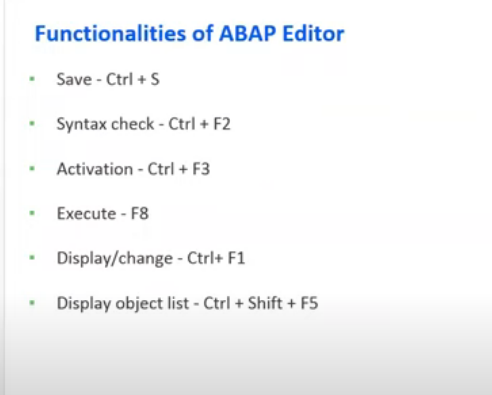 Functionalities of ABAP Editor
Save - Ctrl + S
Syntax check - Ctrl + F2
Activation - Ctrl + F3
Execute - F8
Display/change - Ctrl+ F1
Display object list - Ctrl + Shift + F5